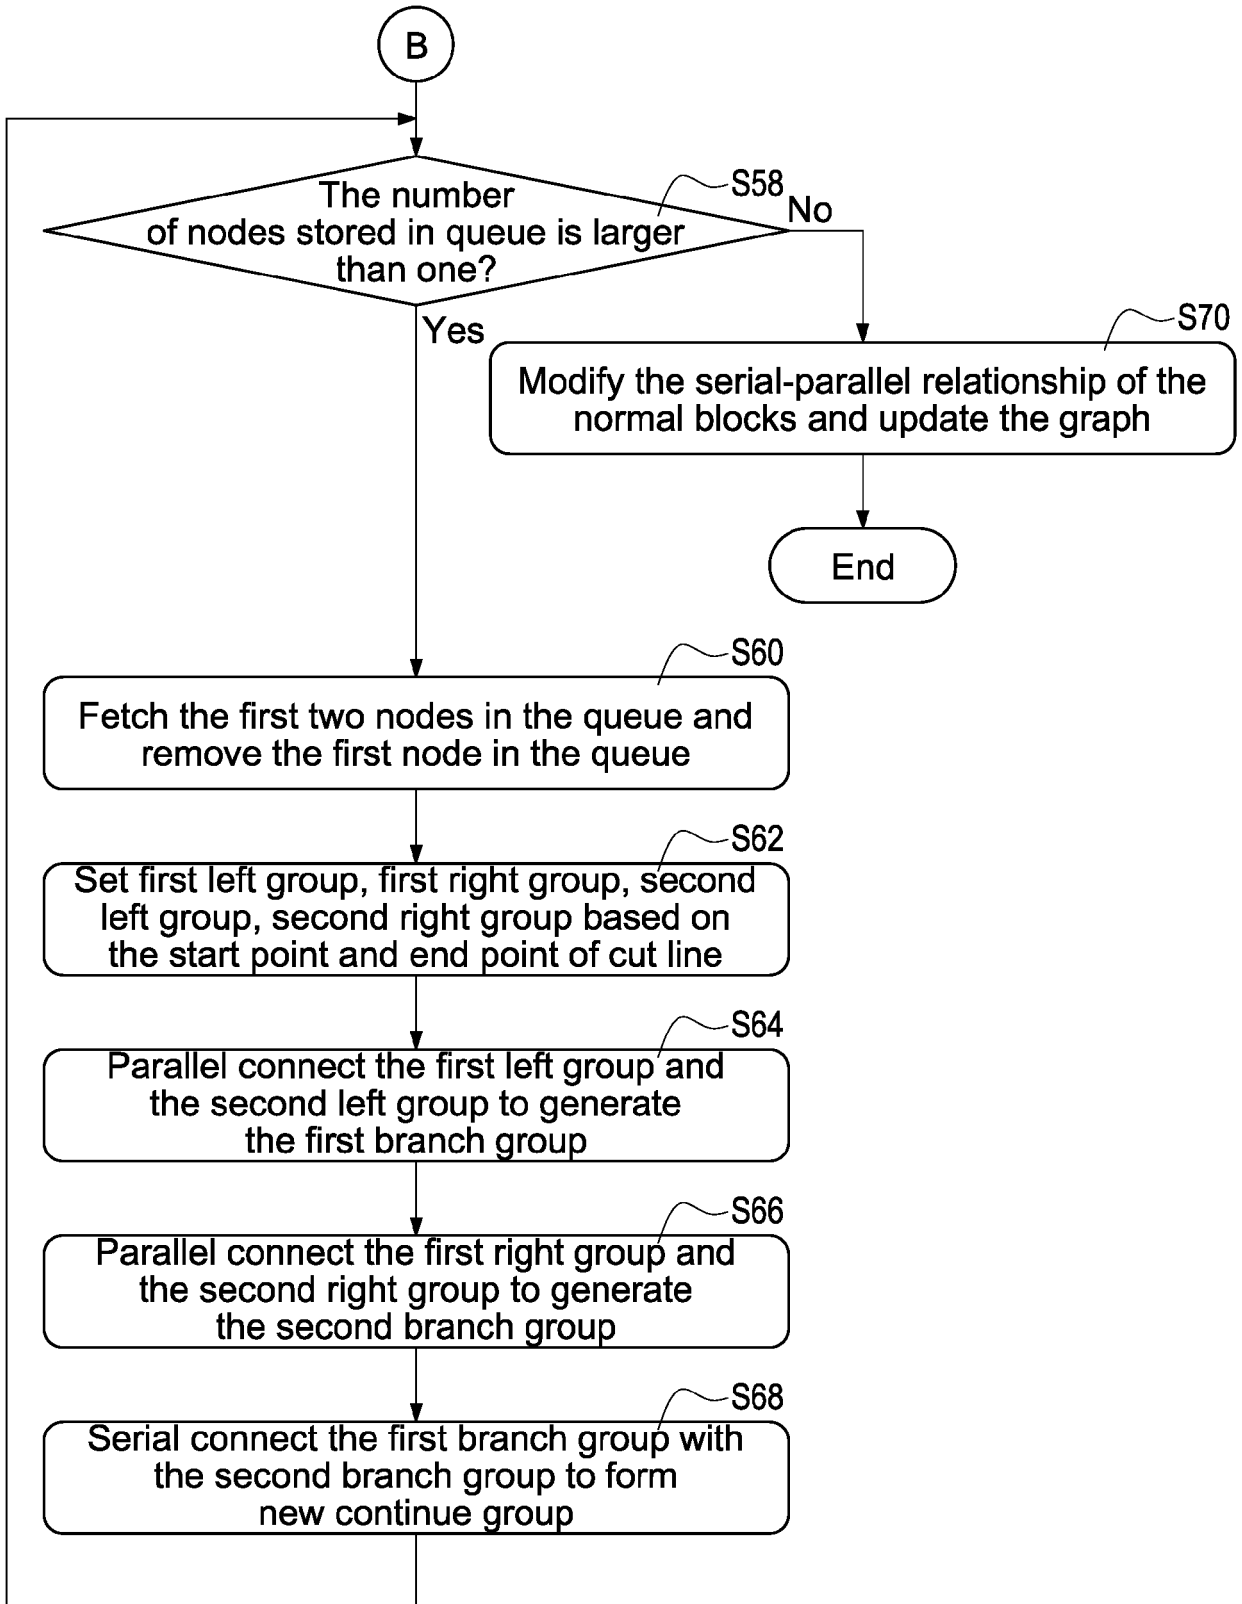 B
S58
The number
of nodes stored in queue is larger
than one?
No
Yes
S70
Modify the serial-parallel relationship of the
normal blocks and update the graph
End
S60
Fetch the first two nodes in the queue and
remove the first node in the queue
S62
Set first left group, first right group, second
left group, second right group based on
the start point and end point of cut line
S64
Parallel connect the first left group and
the second left group to generate
the first branch group
S66
Parallel connect the first right group and
the second right group to generate
the second branch group
S68
Serial connect the first branch group with
the second branch group to form
new continue group